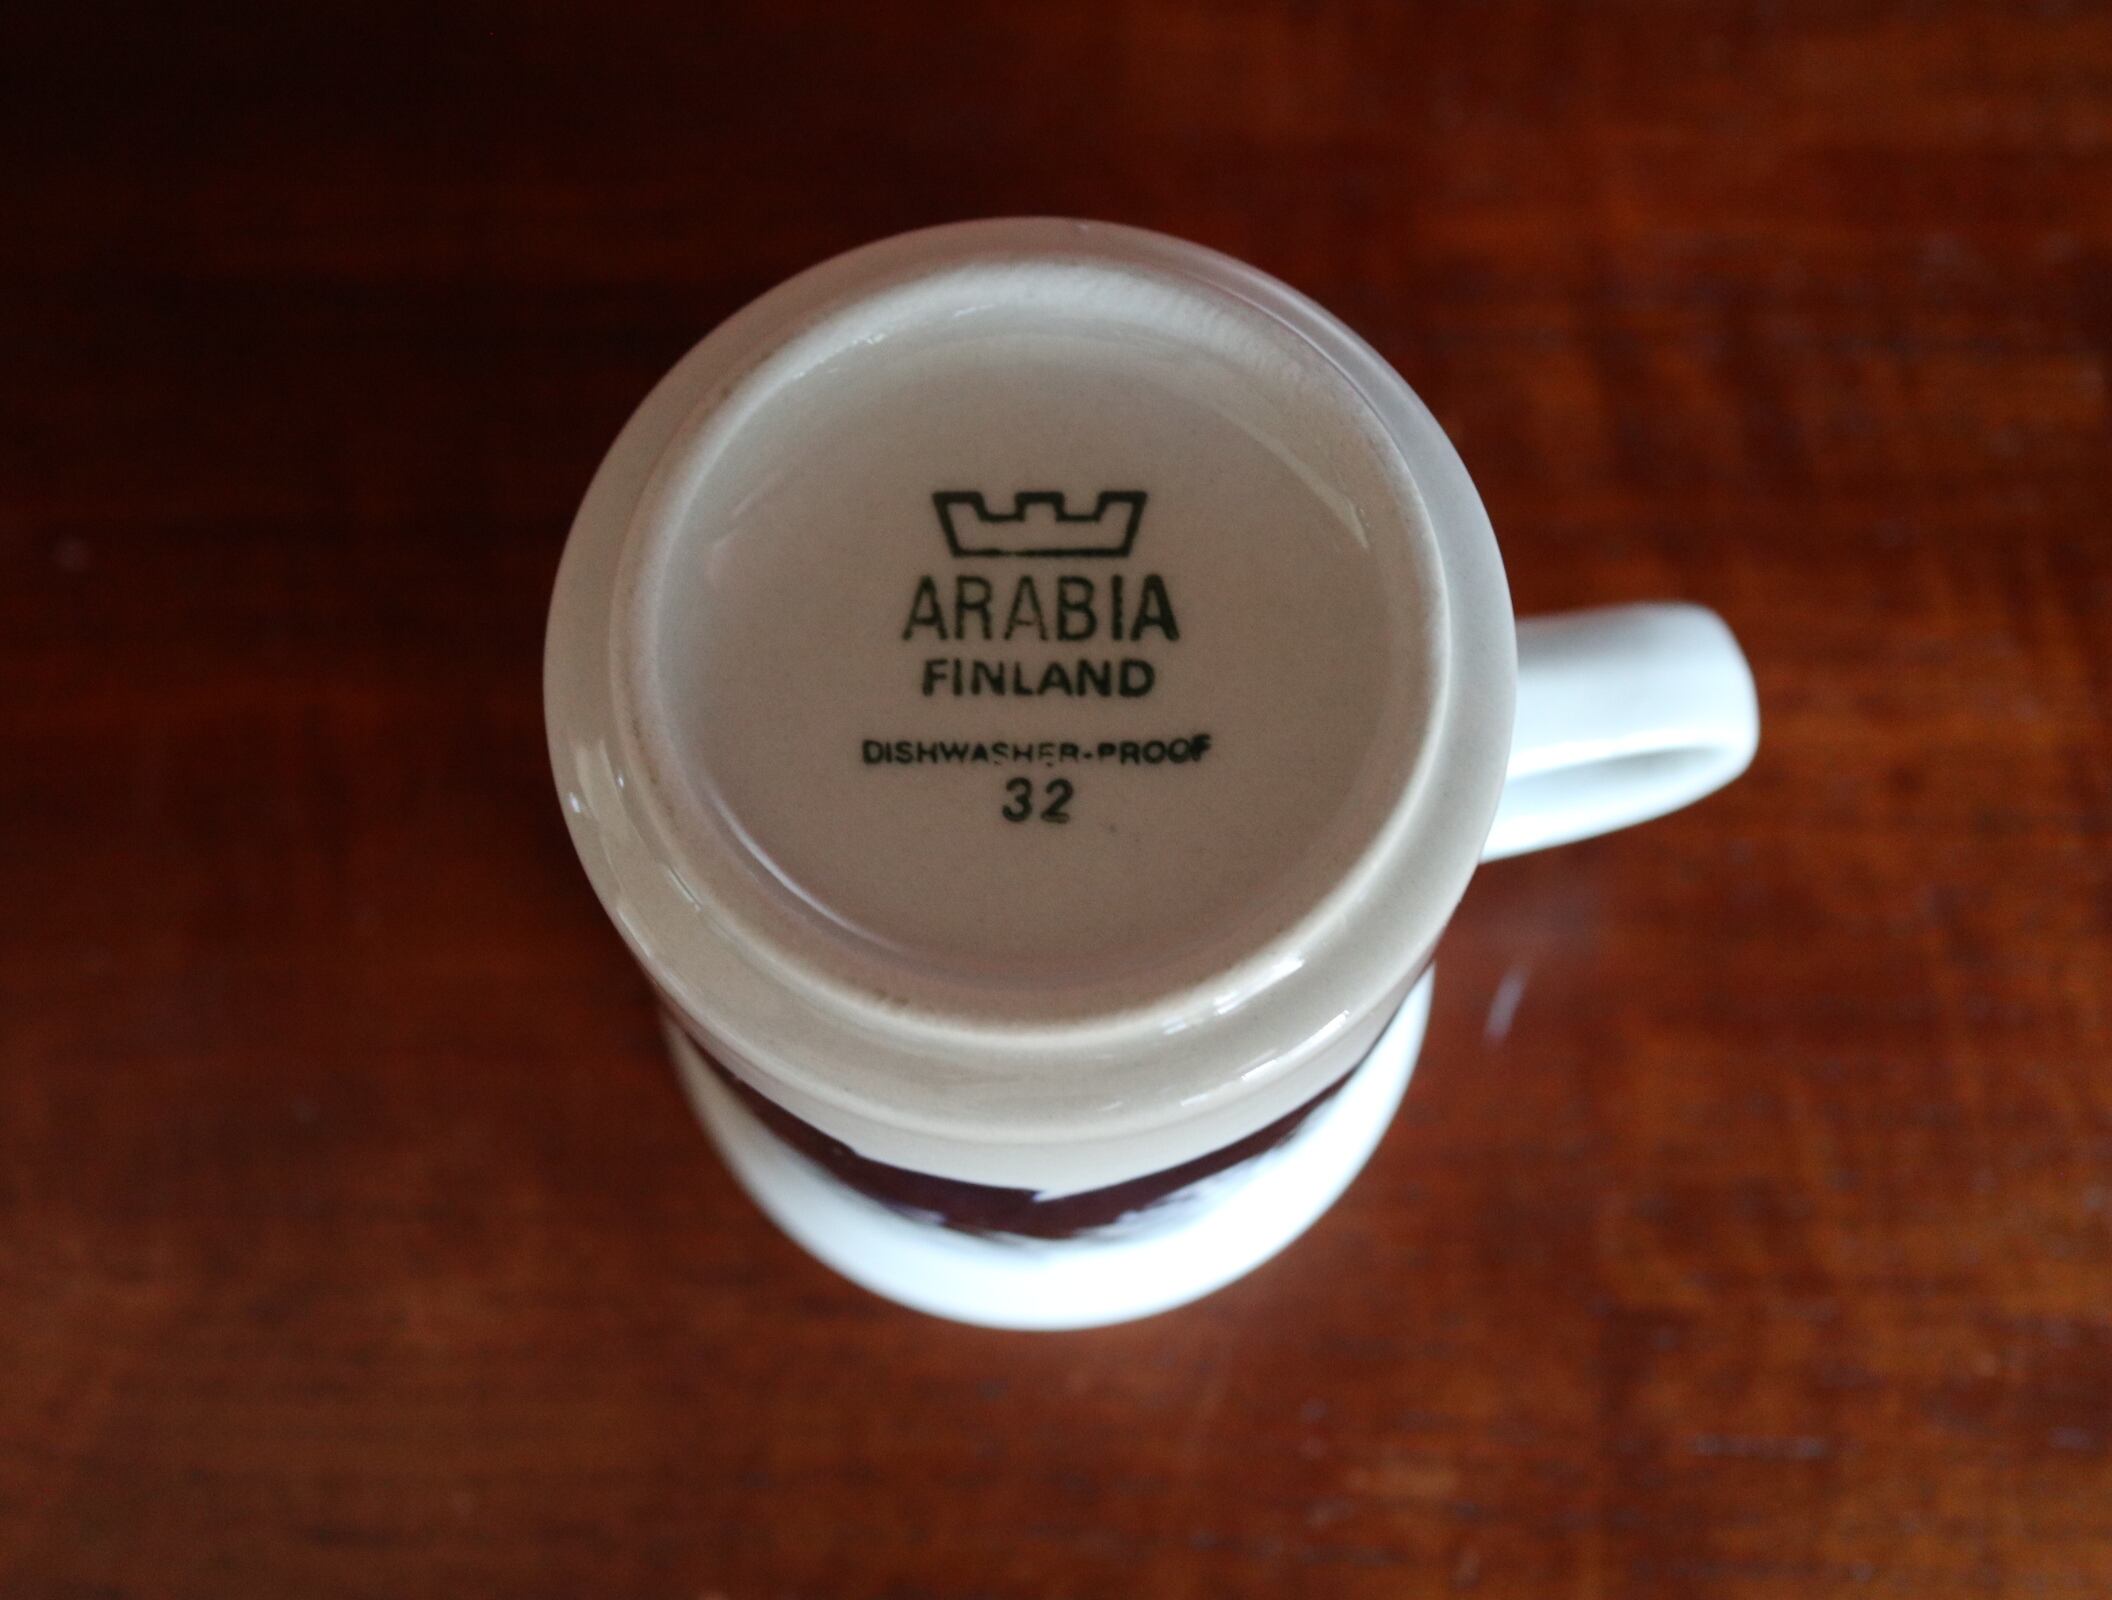 ARABIA
FINLAND
DISHWASHER-PROOF
32